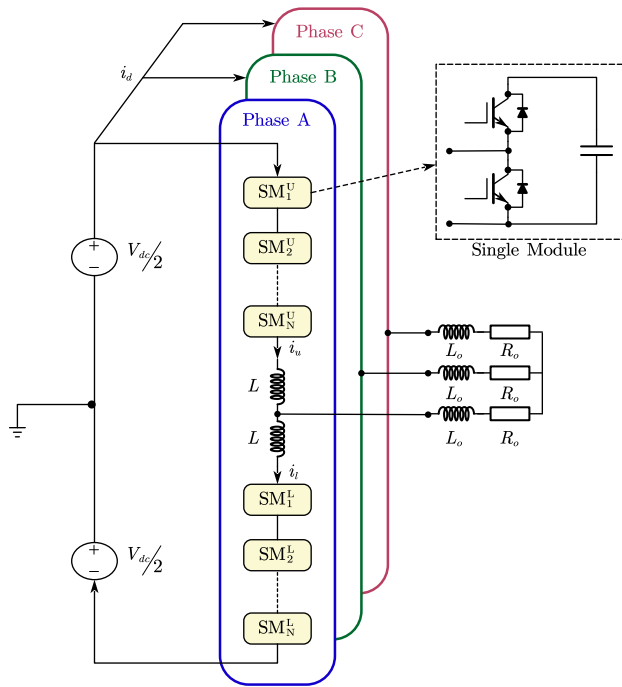 Phase C
i_d
Phase B
Phase A
SM_1^U
Single Module
SM_2^U
+
−
V_dc/2
SM_N^U
i_u
L_o R_o
L
L_o R_o
L_o R_o
L
i_l
SM_1^L
+
−
V_dc/2
SM_2^L
SM_N^L